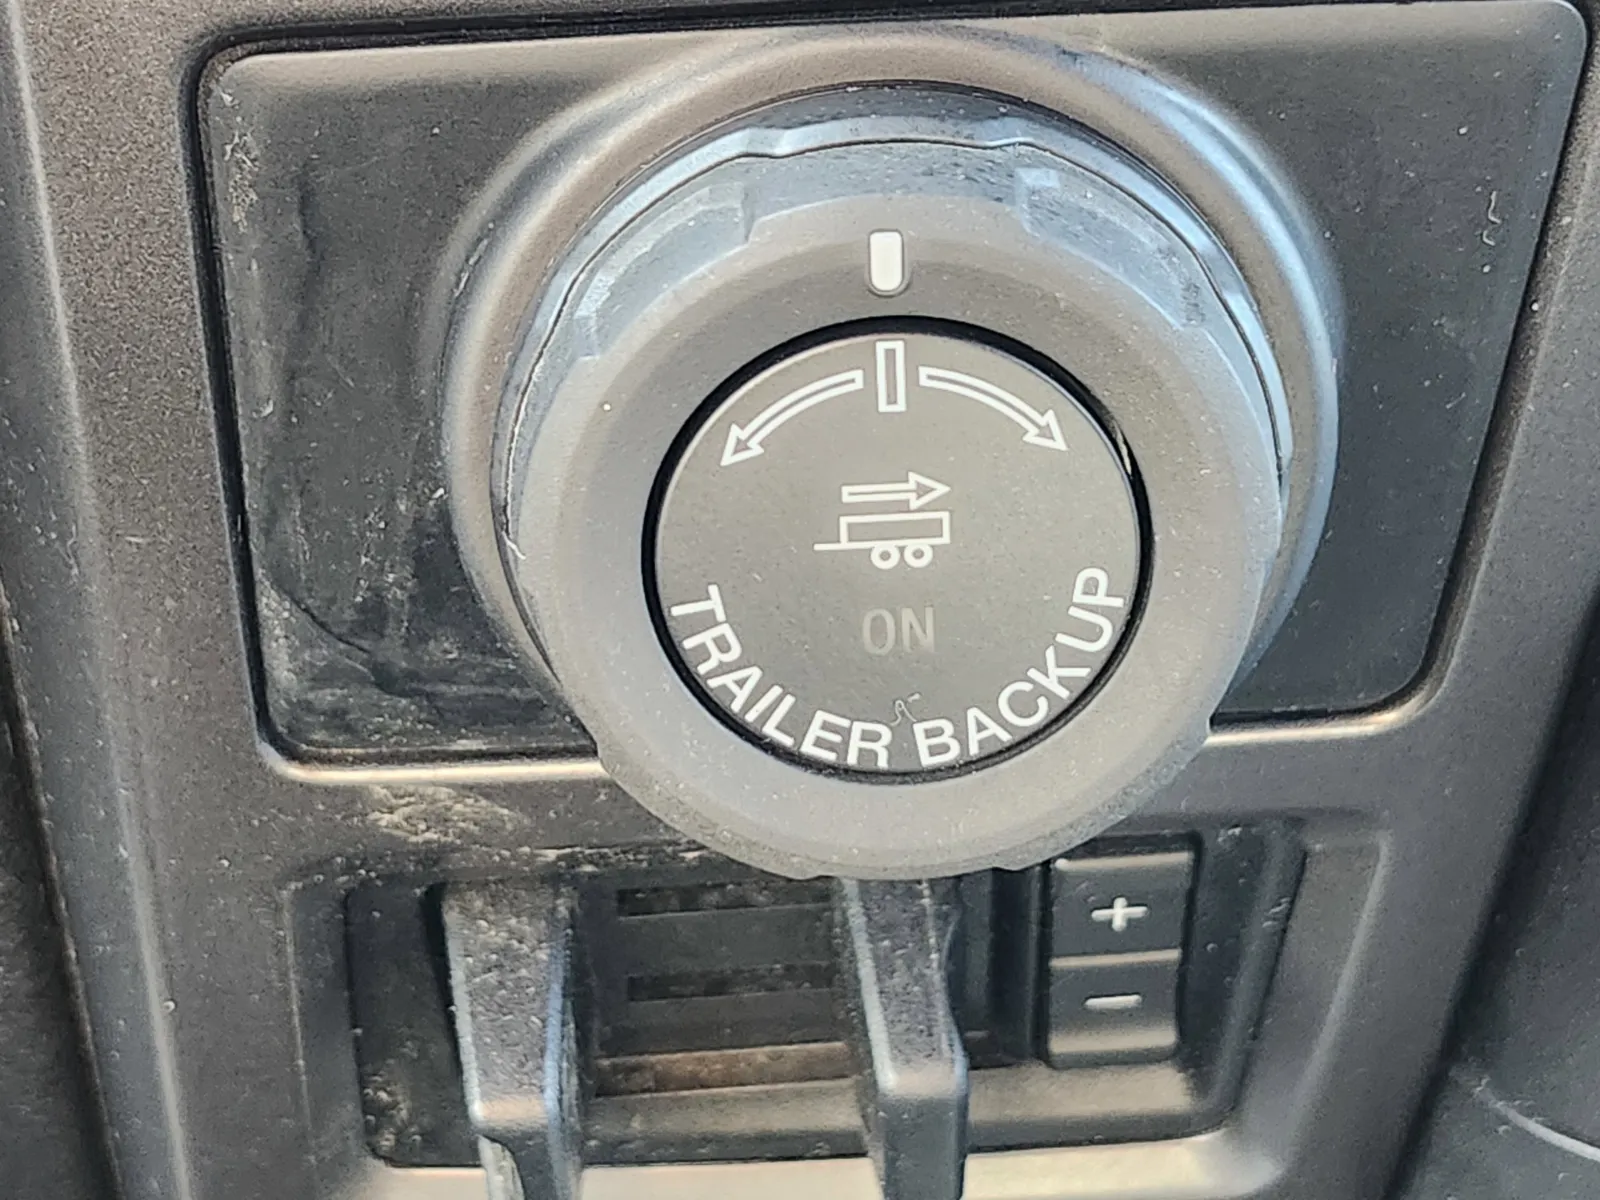 ON
TRAILER BACKUP
+
-